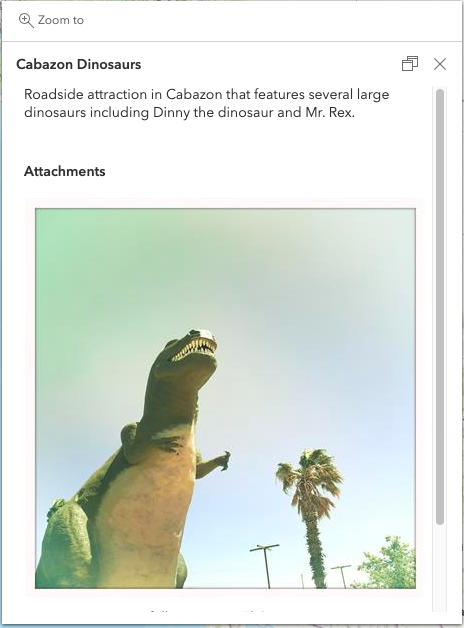 Zoom to
Cabazon Dinosaurs
Roadside attraction in Cabazon that features several large
dinosaurs including Dinny the dinosaur and Mr. Rex.
Attachments